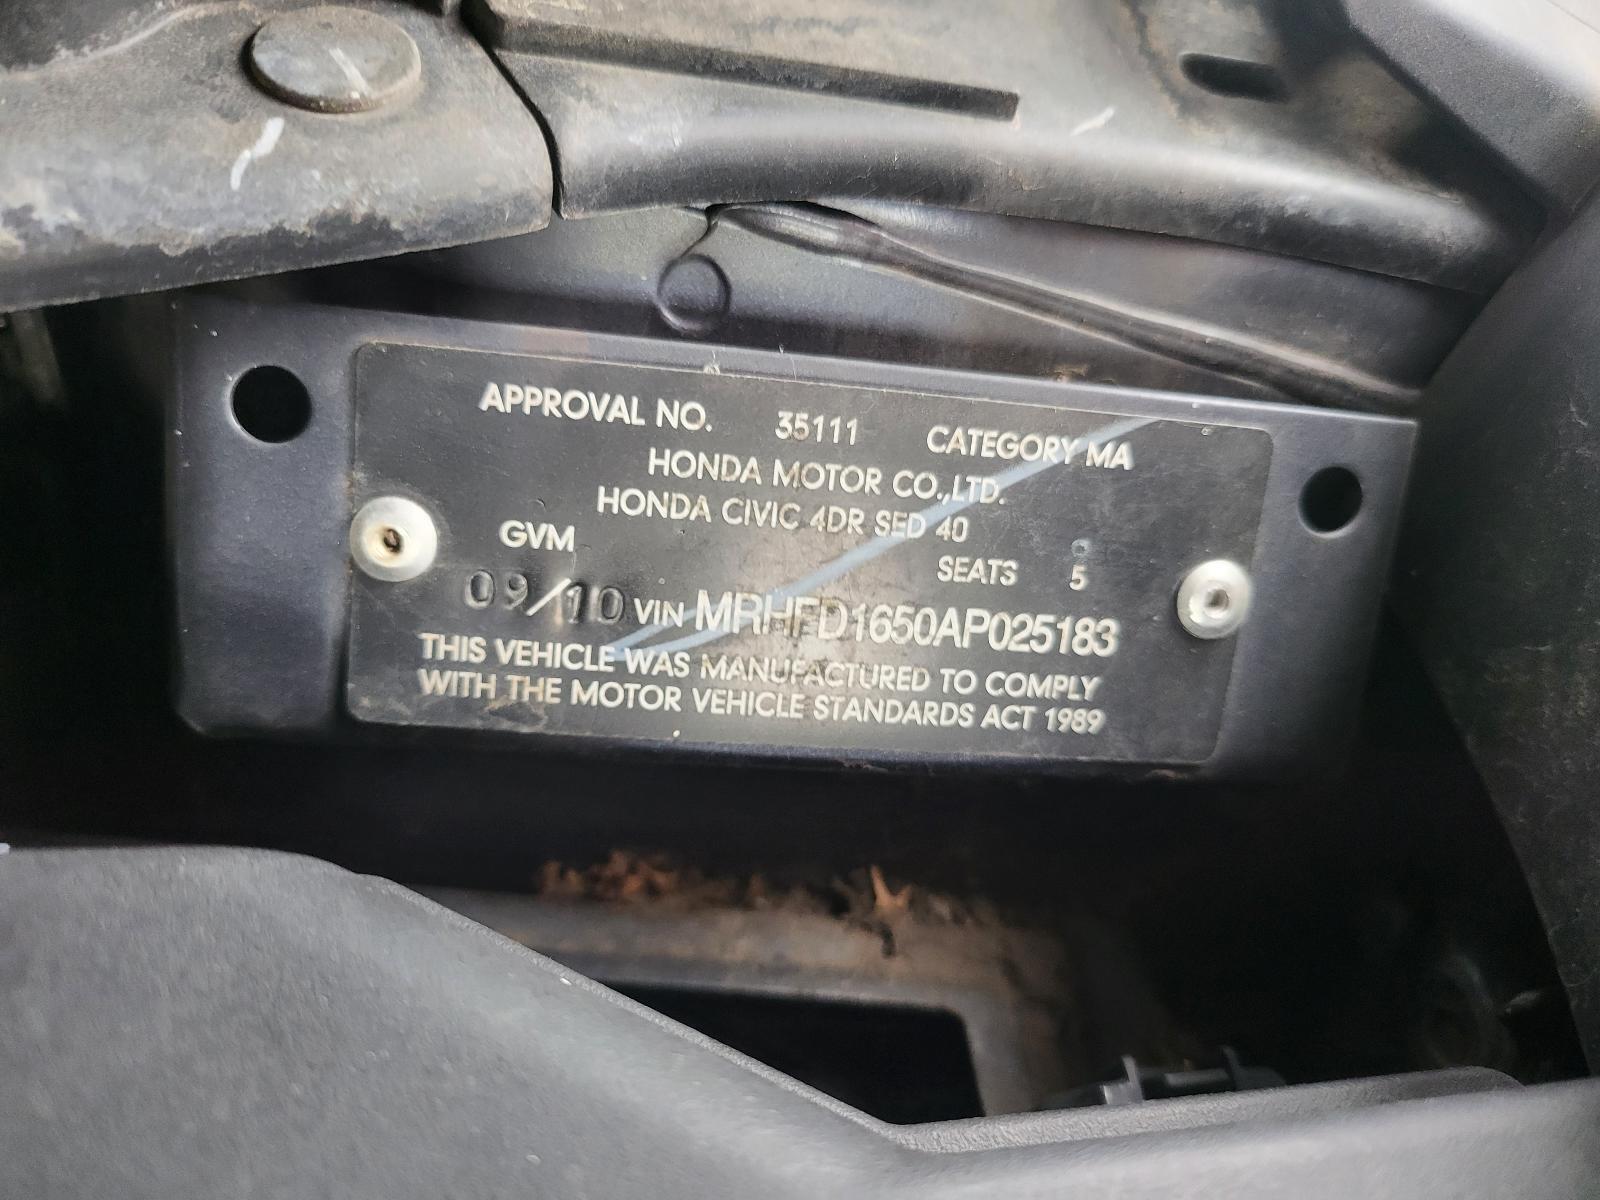 APPROVAL NO. 35111 CATEGORY MA
HONDA MOTOR CO.,LTD.
HONDA CIVIC 4DR SED 40
GVM SEATS 5
09/10 VIN MRHFD1650AP025183
THIS VEHICLE WAS MANUFACTURED TO COMPLY
WITH THE MOTOR VEHICLE STANDARDS ACT 1989